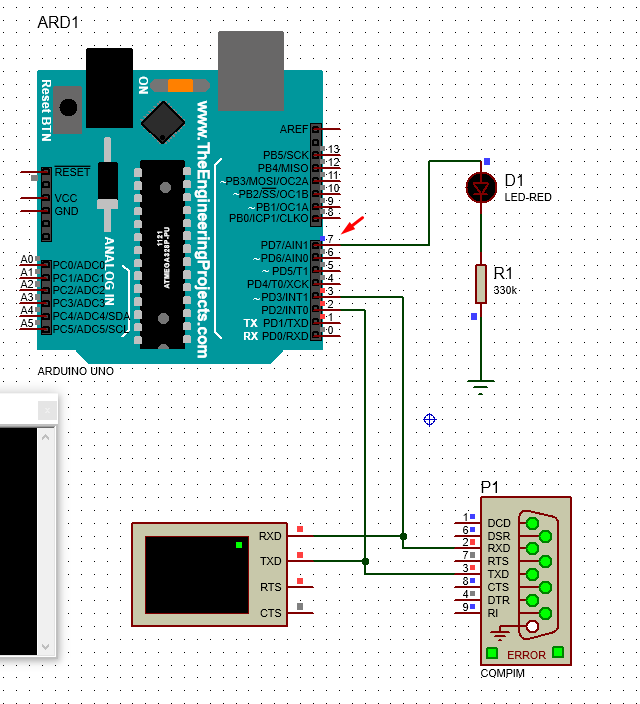 ARD1
Reset BTN
ON
www.TheEngineeringProjects.com
ATMEGA328P-PU
1121
ANALOG IN
RESET
VCC
GND
A0 PC0/ADC0
A1 PC1/ADC1
A2 PC2/ADC2
A3 PC3/ADC3
A4 PC4/ADC4/SDA
A5 PC5/ADC5/SCL
AREF
PB5/SCK 13
PB4/MISO 12
~PB3/MOSI/OC2A 11
~PB2/SS/OC1B 10
~PB1/OC1A 9
PB0/ICP1/CLKO 8
PD7/AIN1 7
~PD6/AIN0 6
~PD5/T1 5
PD4/T0/XCK 4
~PD3/INT1 3
PD2/INT0 2
TX PD1/TXD 1
RX PD0/RXD 0
ARDUINO UNO
D1
LED-RED
R1
330k
RXD
TXD
RTS
CTS
P1
1 DCD
6 DSR
2 RXD
7 RTS
3 TXD
8 CTS
4 DTR
9 RI
ERROR
COMPIM